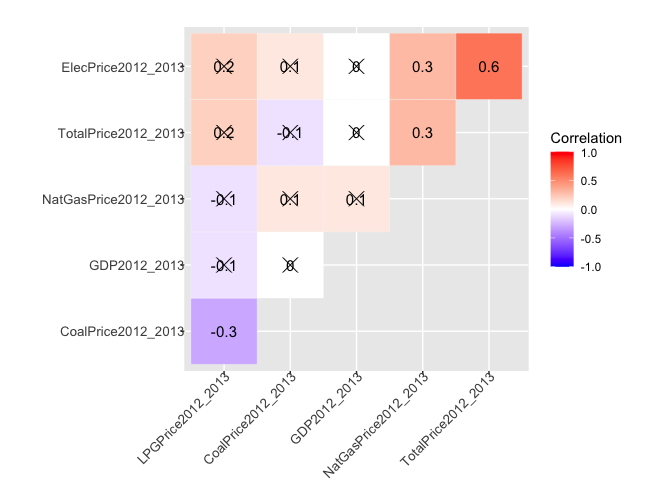 ElecPrice2012_2013 0.2 0.1 0 0.3 0.6
TotalPrice2012_2013 0.2 -0.1 0 0.3
NatGasPrice2012_2013 -0.1 0.1 0.1
GDP2012_2013 -0.1 0
CoalPrice2012_2013 -0.3
LPGPrice2012_2013
CoalPrice2012_2013
GDP2012_2013
NatGasPrice2012_2013
TotalPrice2012_2013
Correlation
1.0
0.5
0.0
-0.5
-1.0